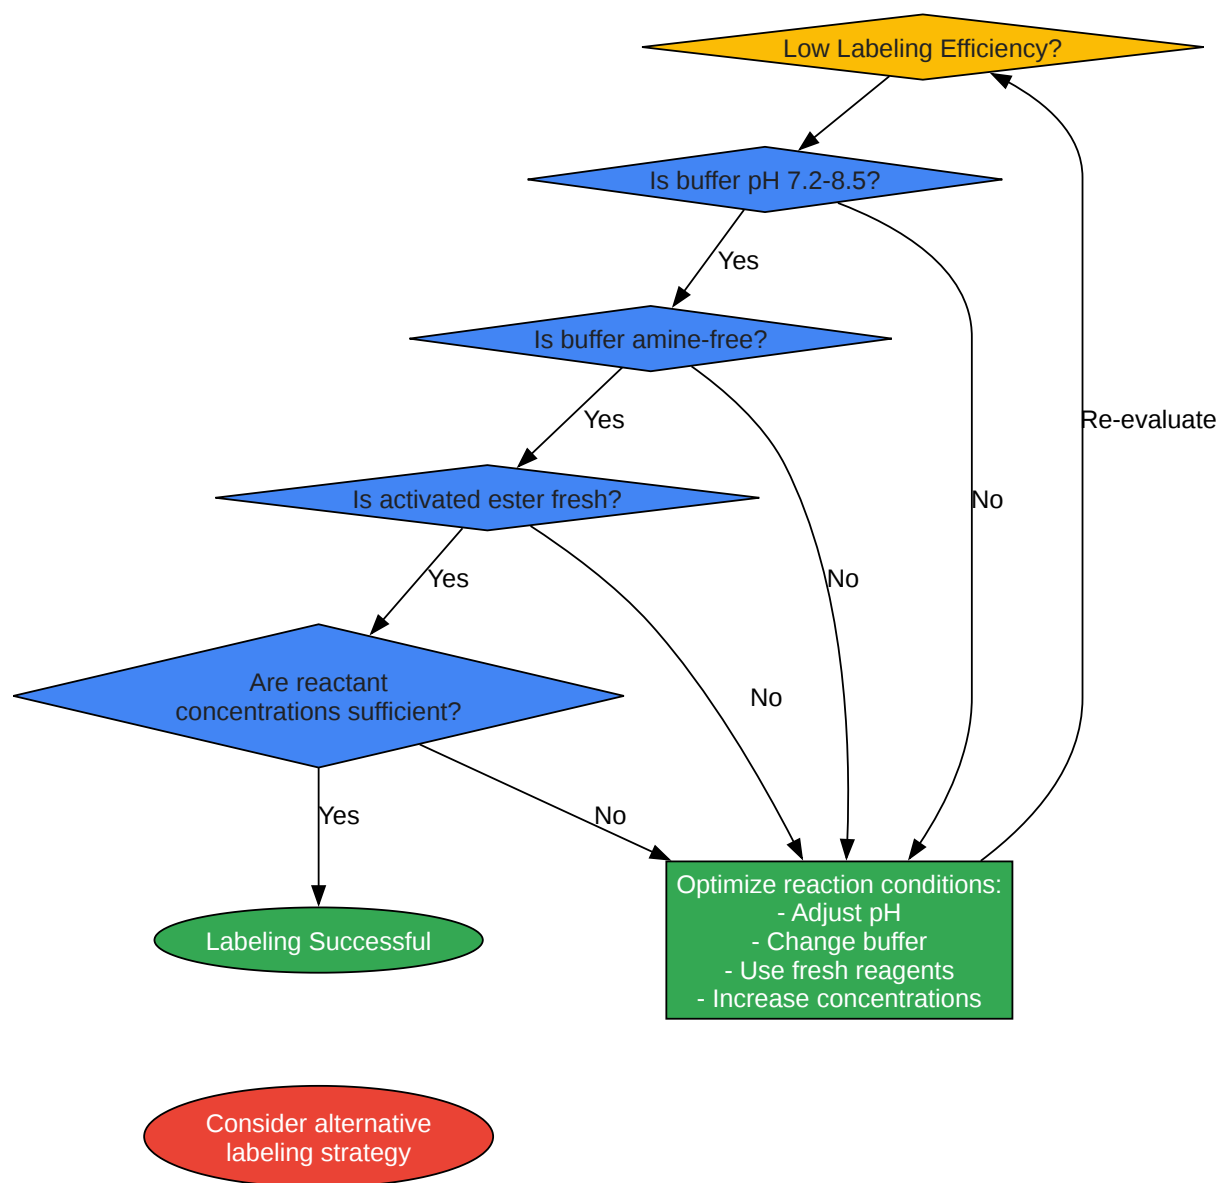 Low Labeling Efficiency?
Is buffer pH 7.2-8.5?
Yes
Is buffer amine-free?
Yes
Re-evaluate
Is activated ester fresh?
No
Yes
No
Are reactant
concentrations sufficient?
No
Yes
No
Optimize reaction conditions:
- Adjust pH
- Change buffer
- Use fresh reagents
- Increase concentrations
Labeling Successful
Consider alternative
labeling strategy